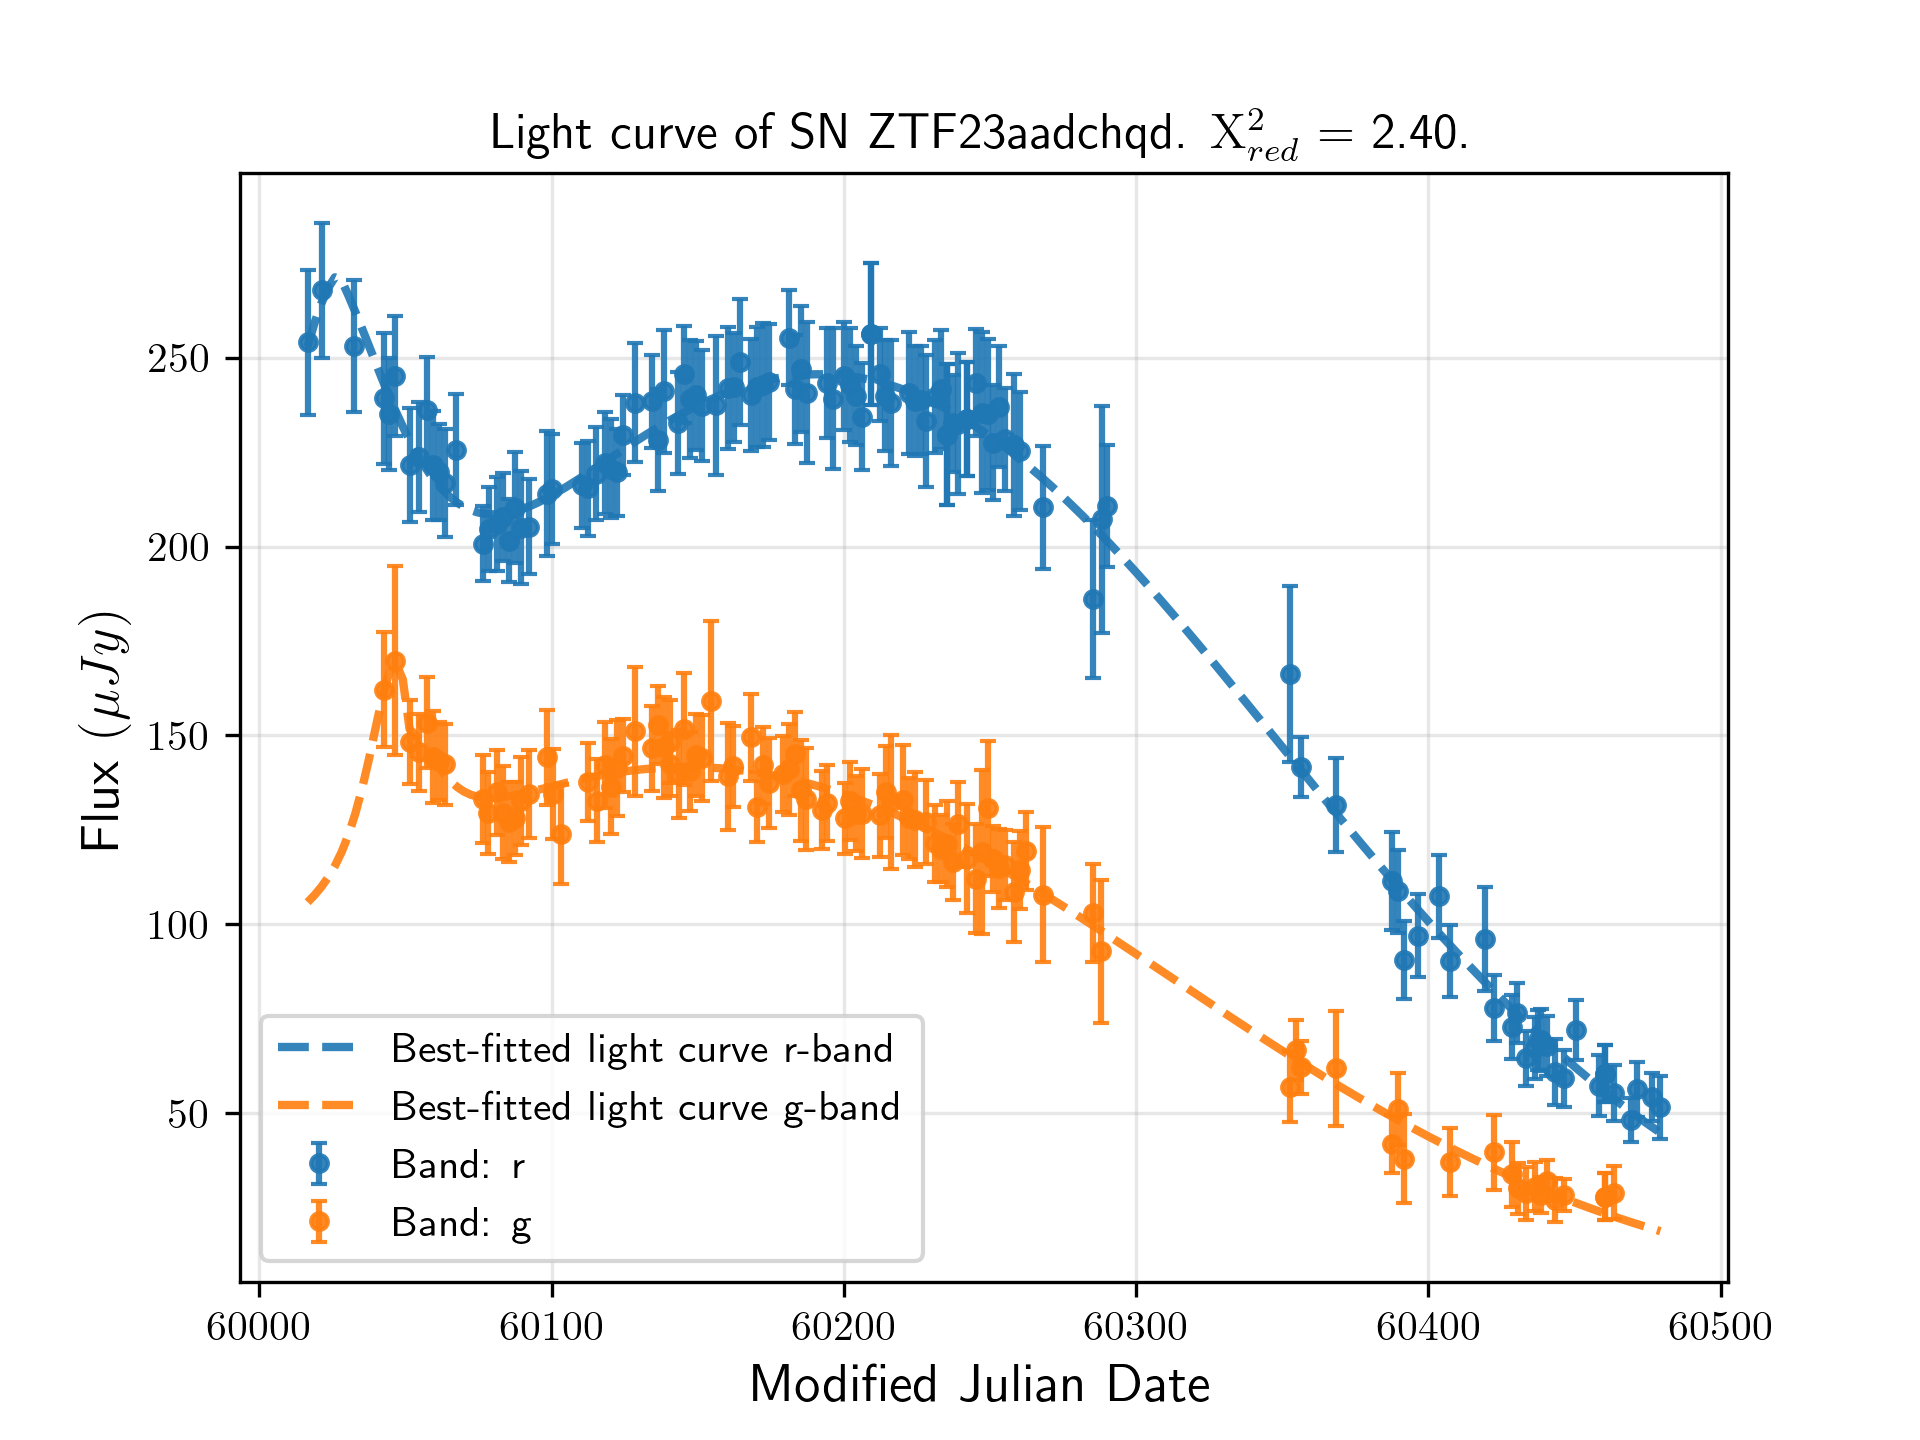 Light curve of SN ZTF23aadchqd. X²_red = 2.40.
Flux (μJy)
250
200
150
100
50
Best-fitted light curve r-band
Best-fitted light curve g-band
Band: r
Band: g
60000 60100 60200 60300 60400 60500
Modified Julian Date